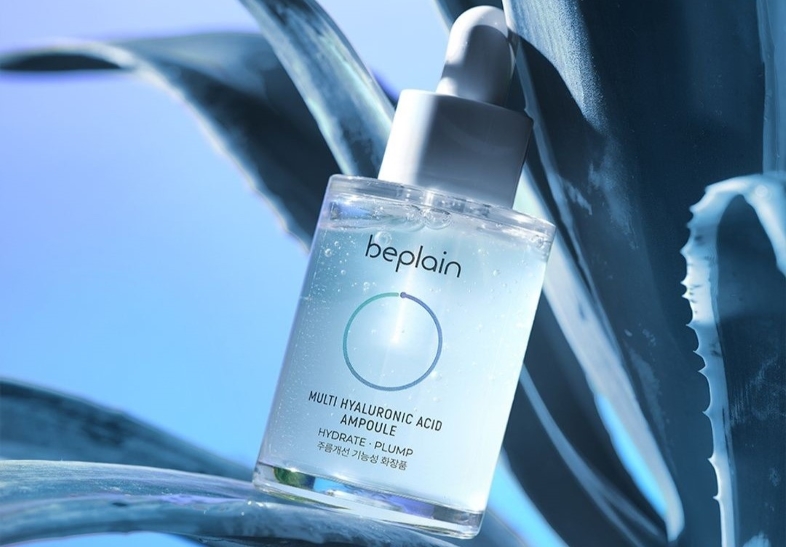 beplain
MULTI HYALURONIC ACID
AMPOULE
HYDRATE · PLUMP
주름개선 기능성 화장품